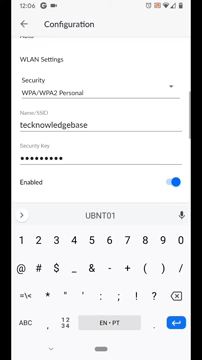 12:06
Configuration
WLAN Settings
Security
WPA/WPA2 Personal
Name/SSID
tecknowledgebase
Security Key
•••••••••
Enabled
UBNT01
1 2 3 4 5 6 7 8 9 0
@ # $ _ & - + ( ) /
=\< * " ' : ; ! ?
ABC , 12 34 EN • PT .